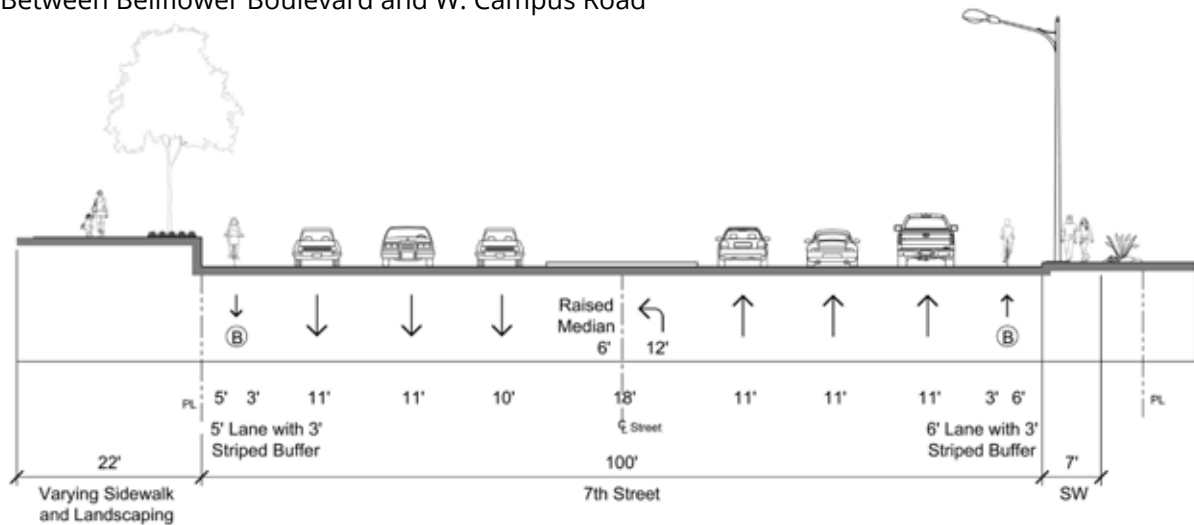 Between Bellflower Boulevard and W. Campus Road
Raised
Median
6' 12'
B
B
PL 5' 3' 11' 11' 10' 18' 11' 11' 11' 3' 6' PL
℄ Street
5' Lane with 3'
Striped Buffer
6' Lane with 3'
Striped Buffer
22' 100' 7'
Varying Sidewalk
and Landscaping
7th Street
SW